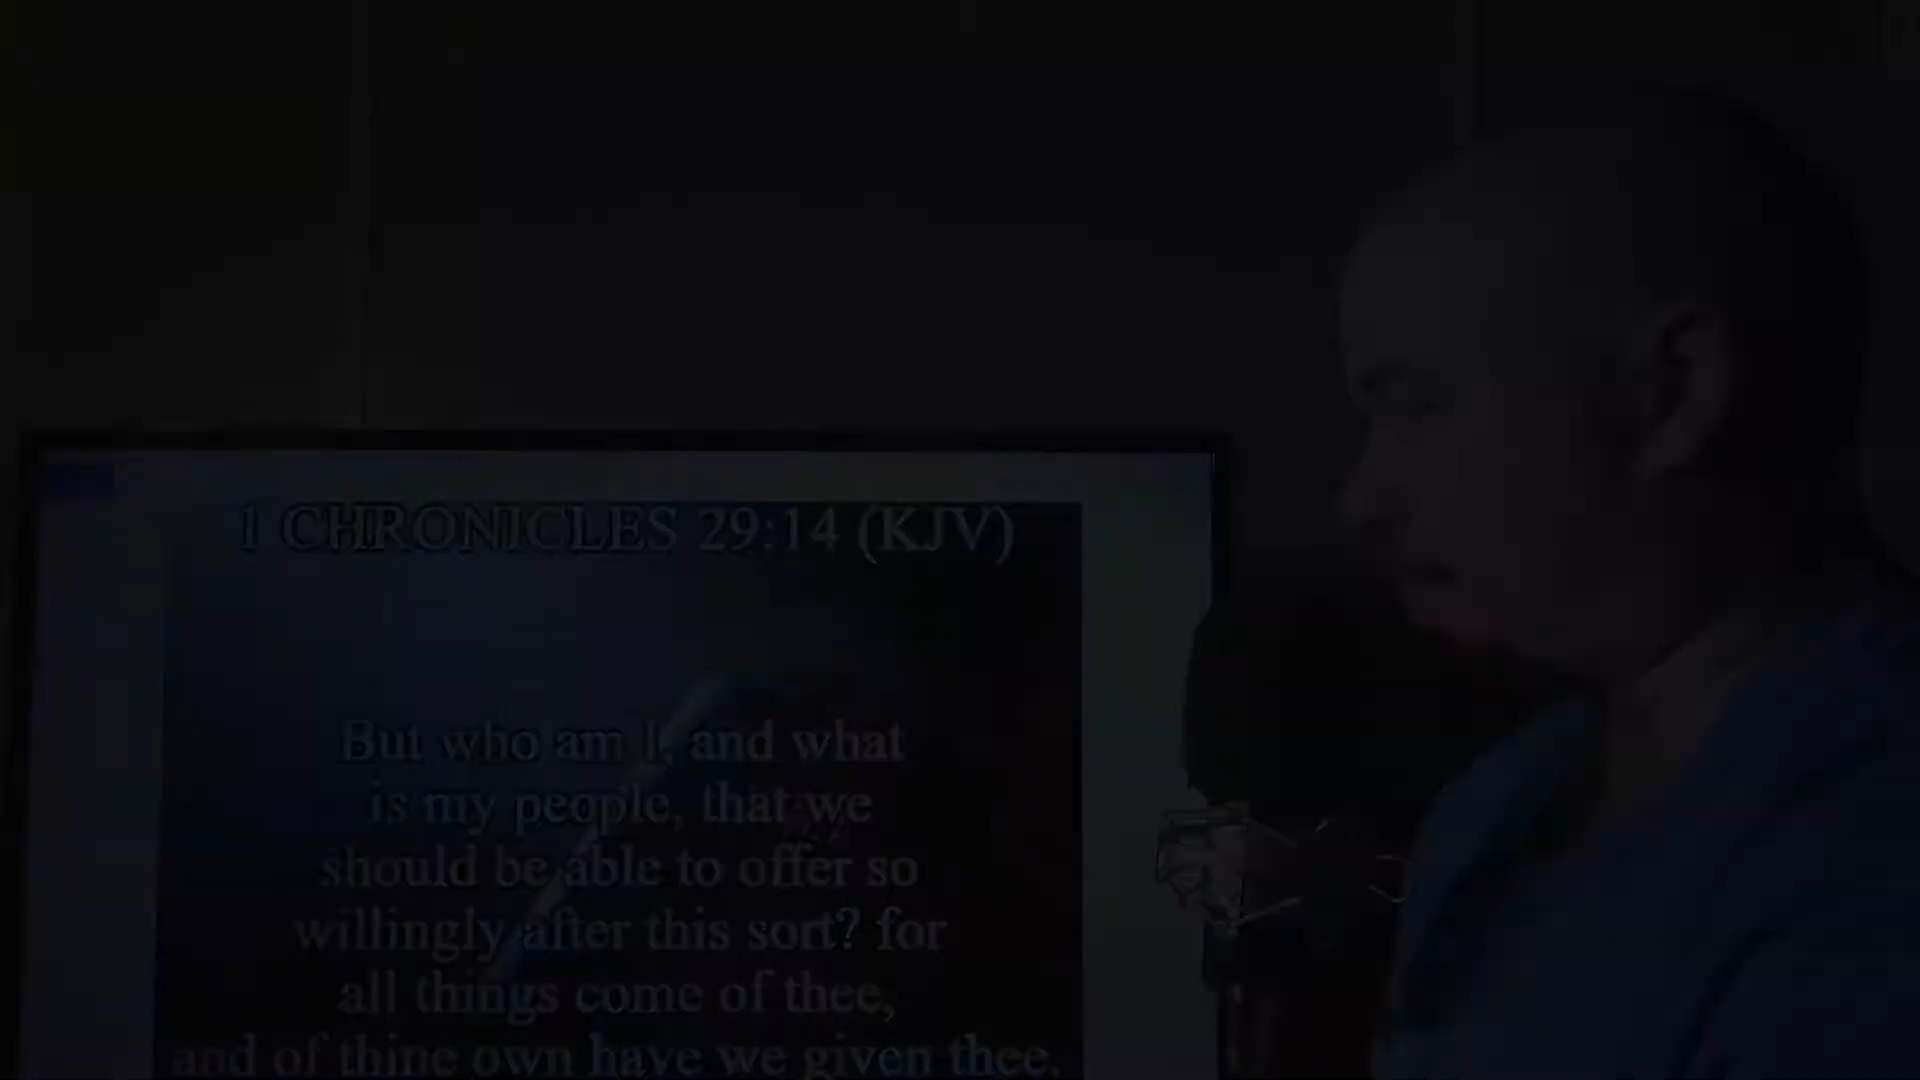 1 CHRONICLES 29:14 (KJV)
But who am I, and what
is my people, that we
should be able to offer so
willingly after this sort? for
all things come of thee,
and of thine own have we given thee.